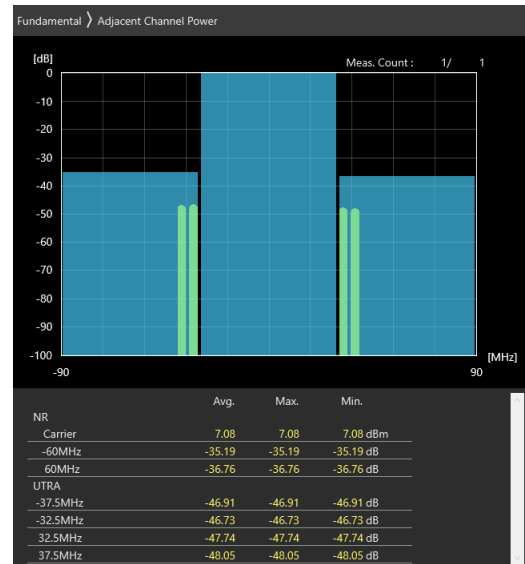 Fundamental 〉 Adjacent Channel Power
[dB] Meas. Count : 1/ 1
0
-10
-20
-30
-40
-50
-60
-70
-80
-90
-100 [MHz]
-90 90
Avg. Max. Min.
NR
Carrier 7.08 7.08 7.08 dBm
-60MHz -35.19 -35.19 -35.19 dB
60MHz -36.76 -36.76 -36.76 dB
UTRA
-37.5MHz -46.91 -46.91 -46.91 dB
-32.5MHz -46.73 -46.73 -46.73 dB
32.5MHz -47.74 -47.74 -47.74 dB
37.5MHz -48.05 -48.05 -48.05 dB